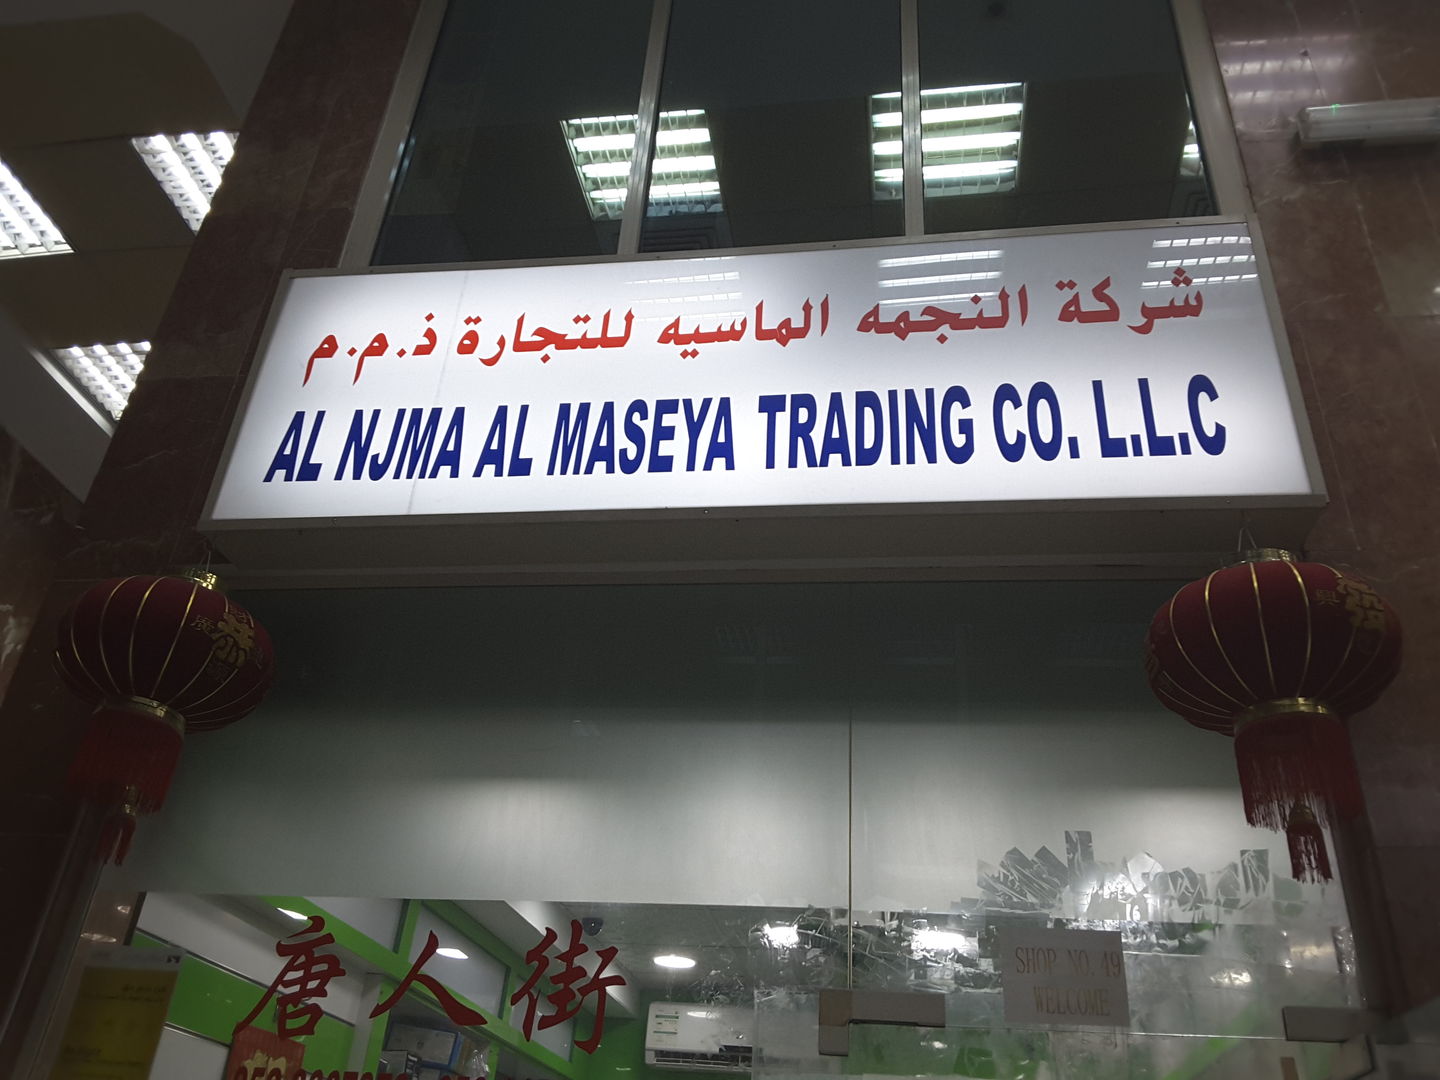 شركة النجمه الماسيه للتجارة ذ.م.م
AL NJMA AL MASEYA TRADING CO. L.L.C
唐人街
SHOP NO. 49
WELCOME